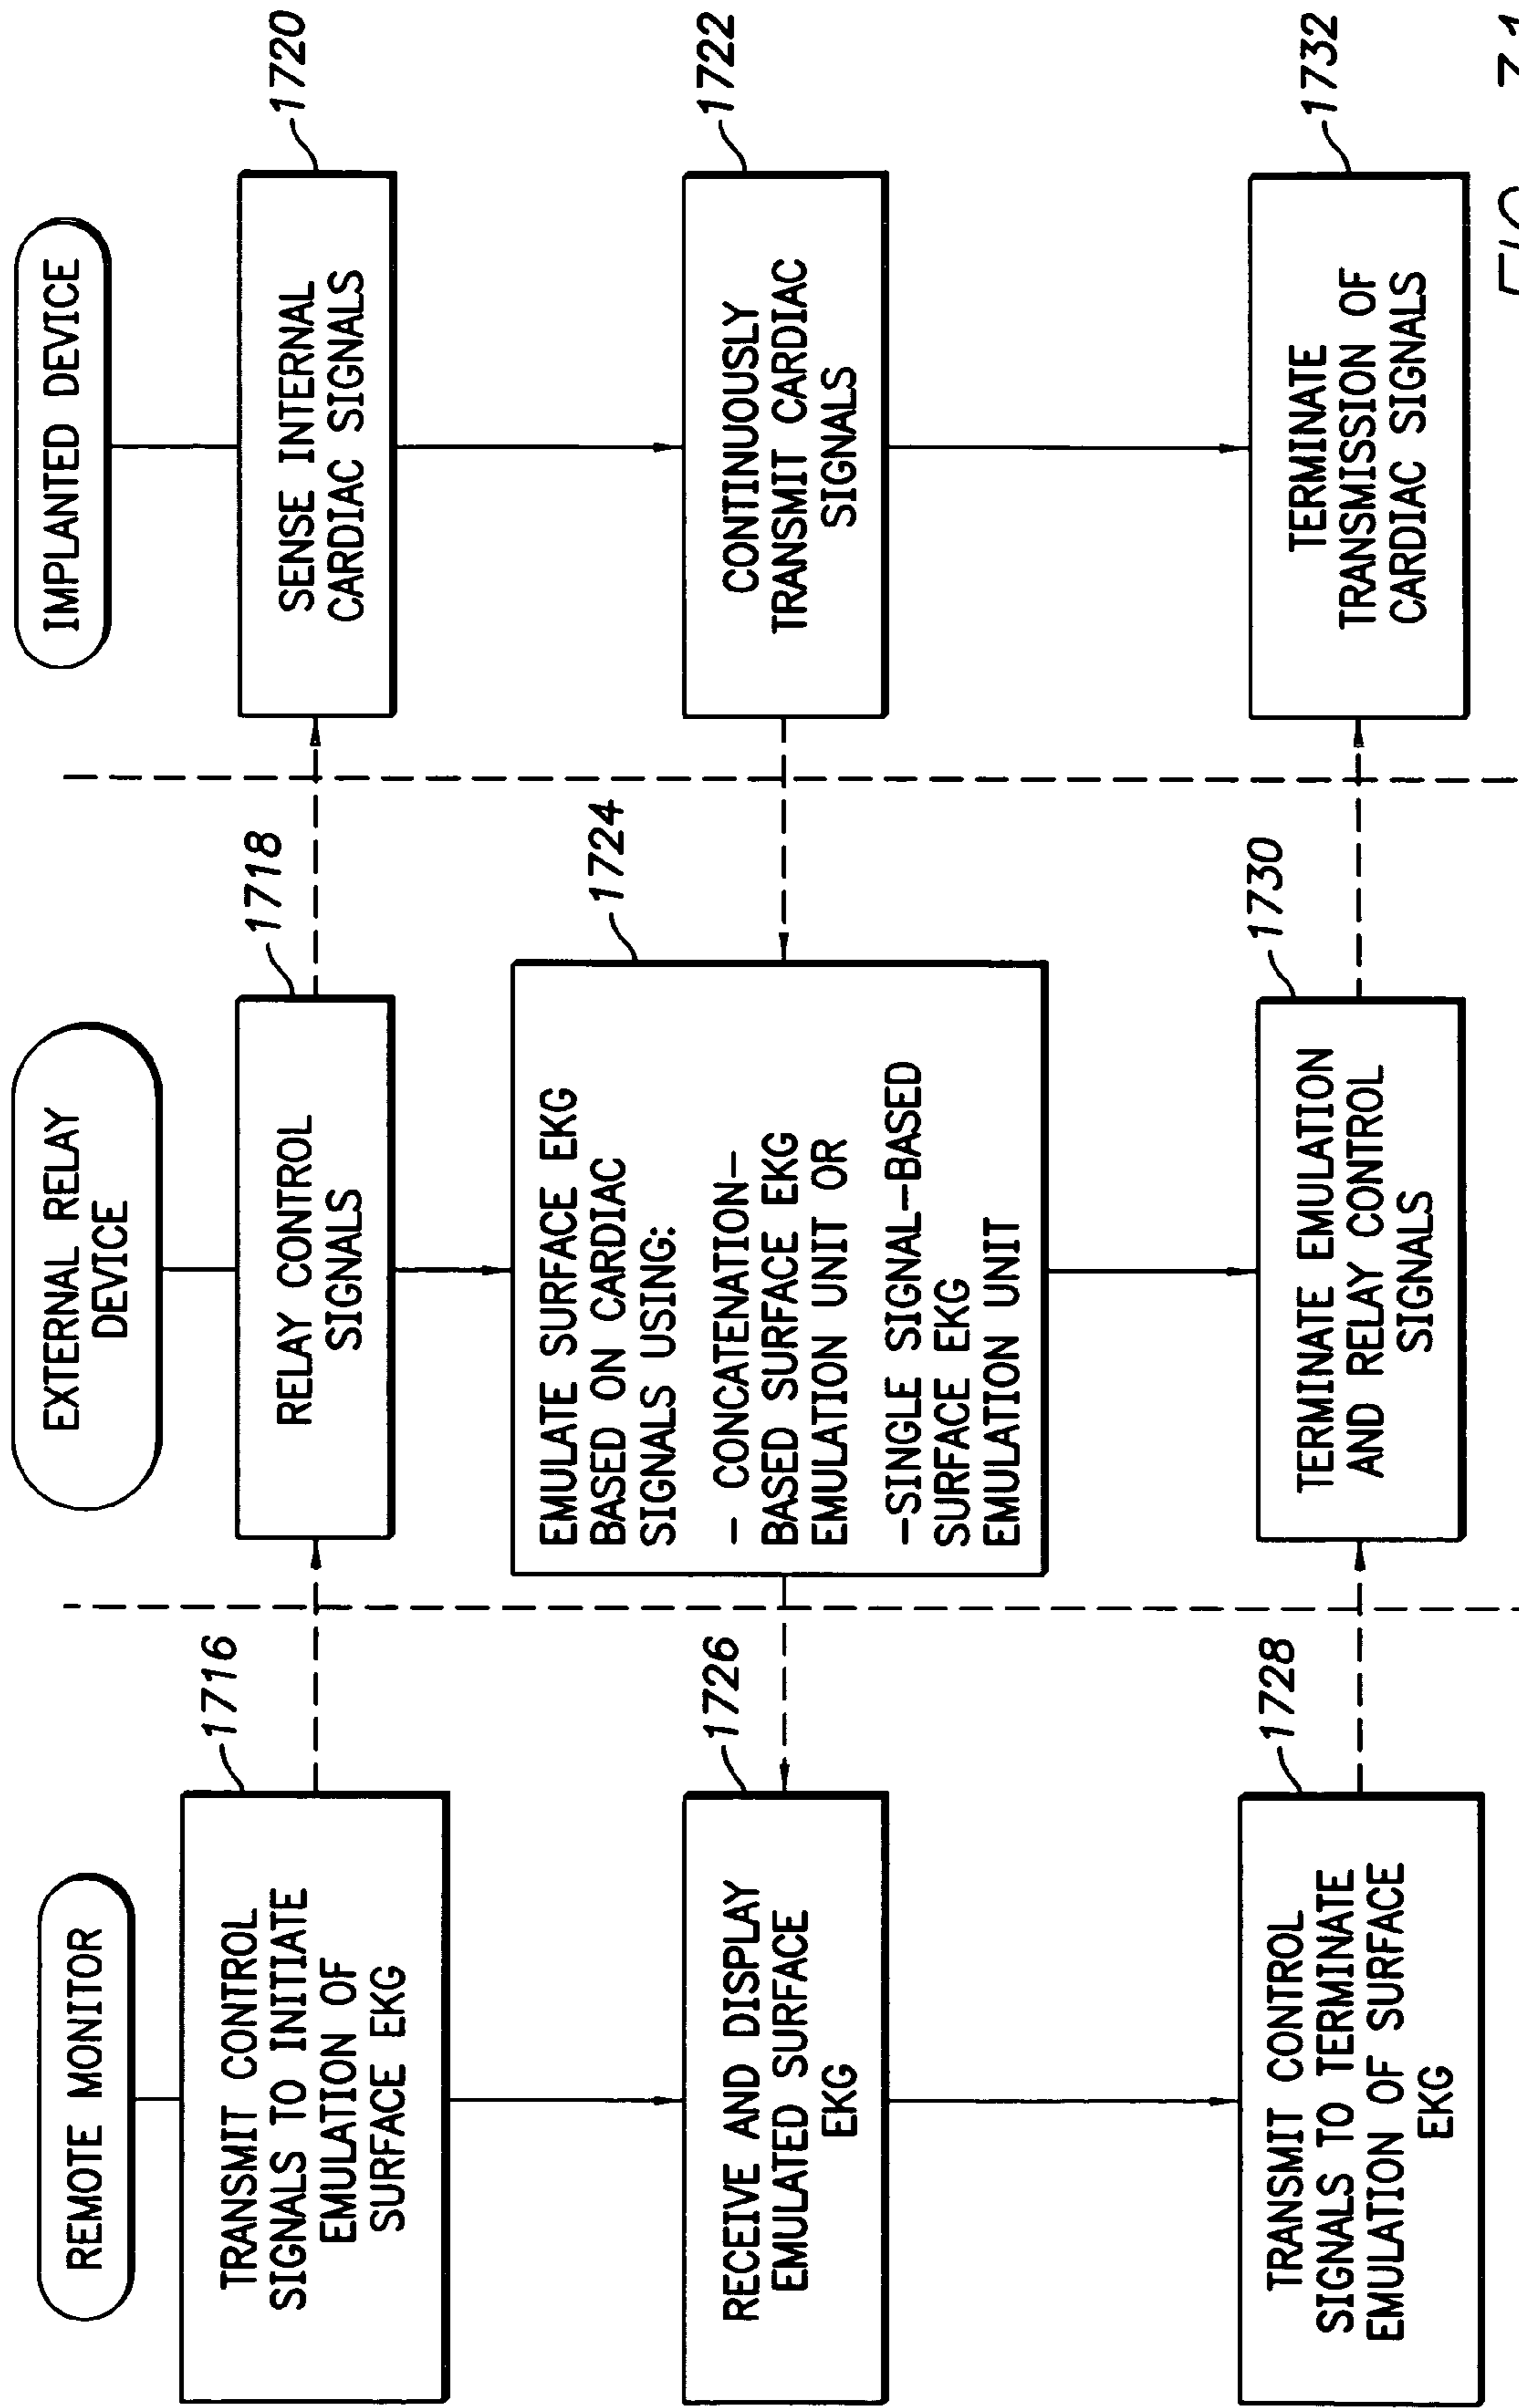 REMOTE MONITOR
1716
TRANSMIT CONTROL
SIGNALS TO INITIATE
EMULATION OF
SURFACE EKG
1726
RECEIVE AND DISPLAY
EMULATED SURFACE
EKG
1728
TRANSMIT CONTROL
SIGNALS TO TERMINATE
EMULATION OF SURFACE
EKG
EXTERNAL RELAY
DEVICE
1718
RELAY CONTROL
SIGNALS
1724
EMULATE SURFACE EKG
BASED ON CARDIAC
SIGNALS USING:
- CONCATENATION-
BASED SURFACE EKG
EMULATION UNIT OR
-SINGLE SIGNAL-BASED
SURFACE EKG
EMULATION UNIT
1730
TERMINATE EMULATION
AND RELAY CONTROL
SIGNALS
IMPLANTED DEVICE
1720
SENSE INTERNAL
CARDIAC SIGNALS
1722
CONTINUOUSLY
TRANSMIT CARDIAC
SIGNALS
1732
TERMINATE
TRANSMISSION OF
CARDIAC SIGNALS